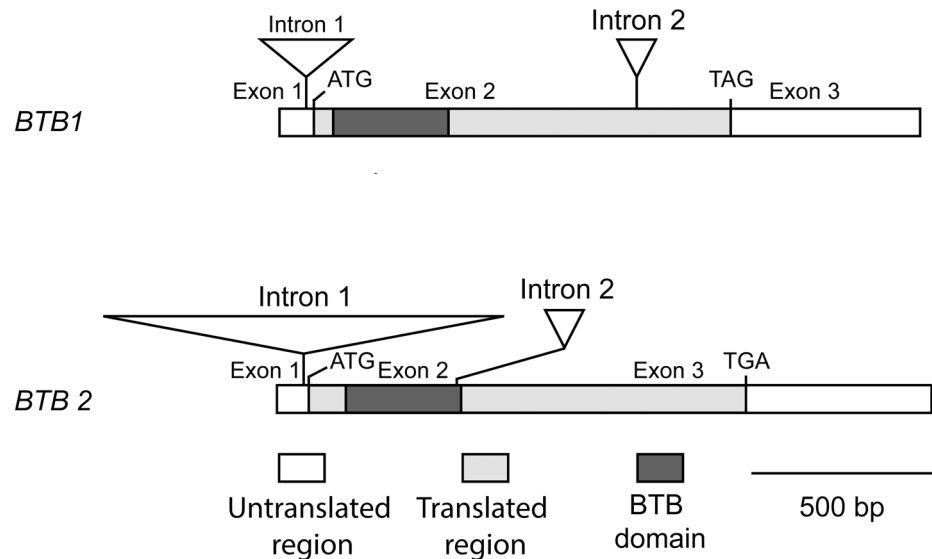 Intron 1
Intron 2
Exon 1
ATG
Exon 2
TAG
Exon 3
BTB1
Intron 1
Intron 2
Exon 1
ATG
Exon 2
Exon 3
TGA
BTB 2
Untranslated
region
Translated
region
BTB
domain
500 bp